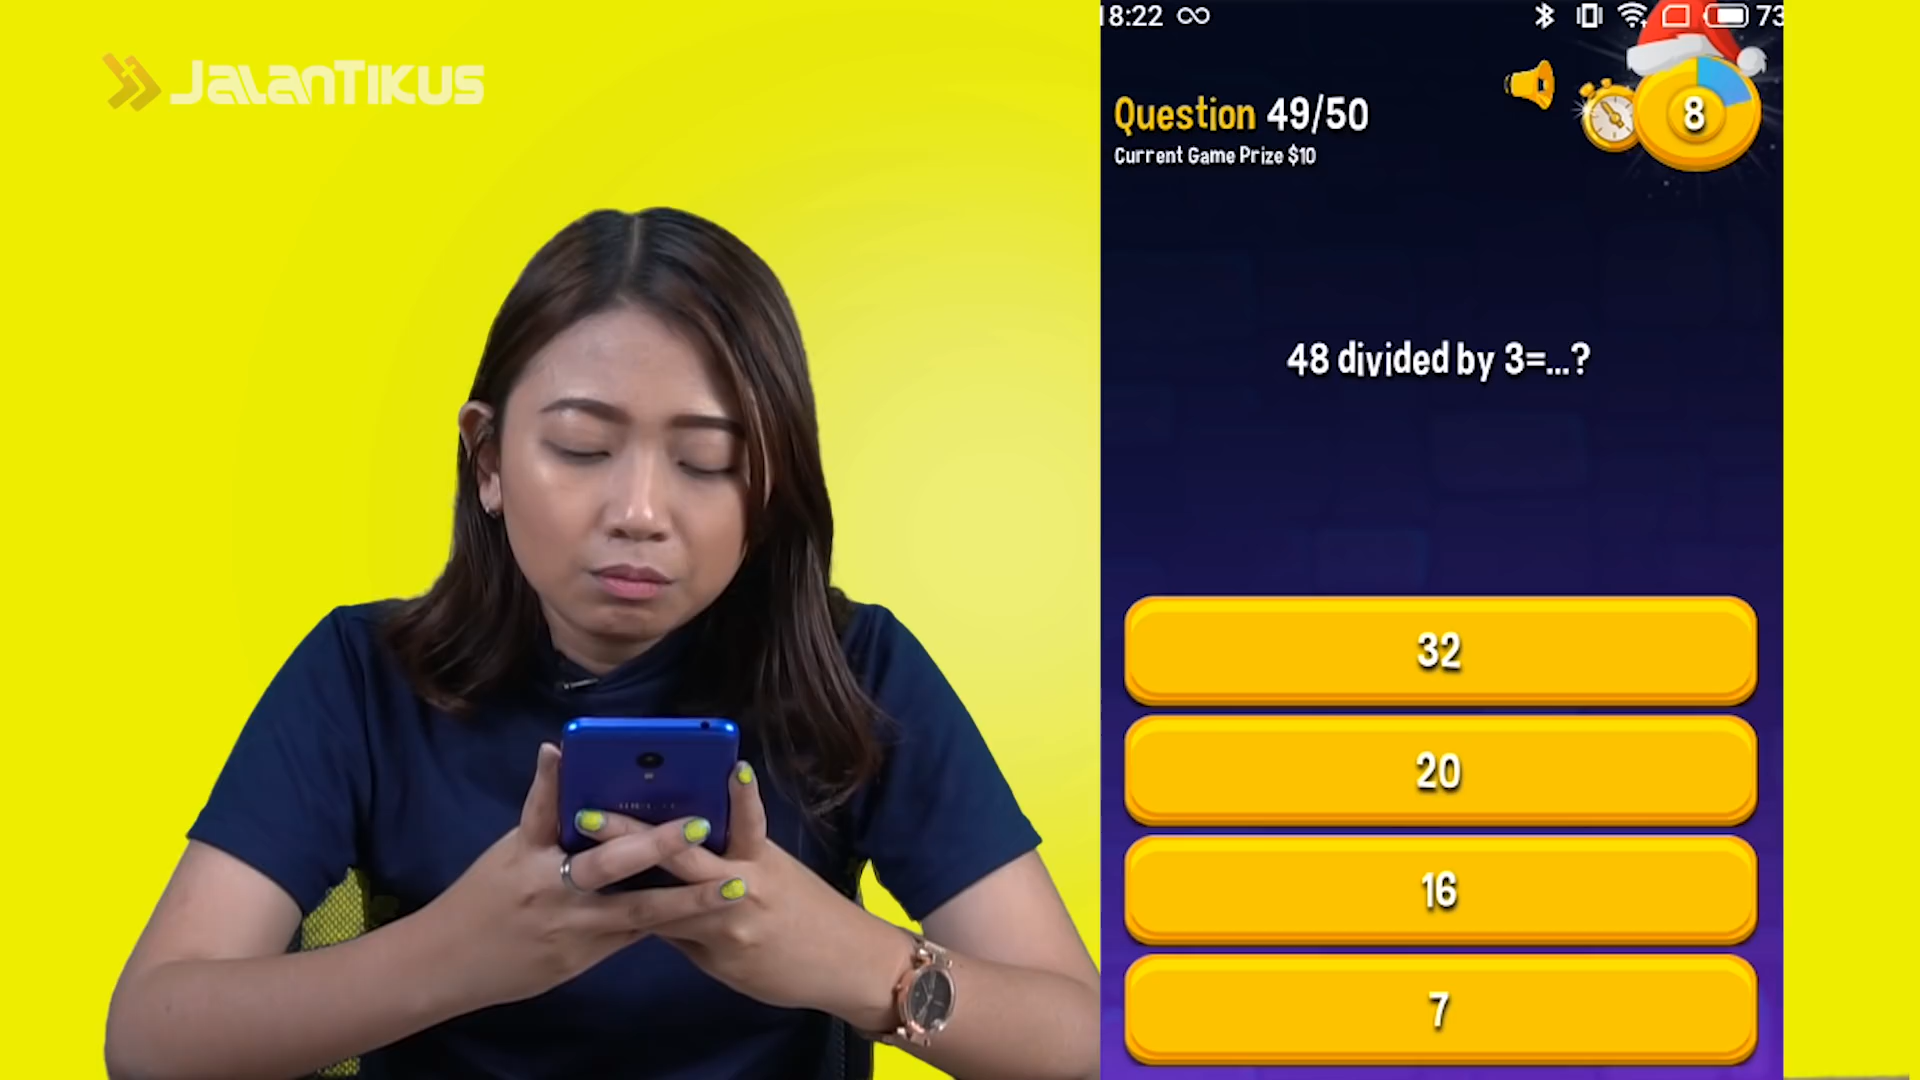 JALANTIKUS
18:22
73
Question 49/50
8
Current Game Prize $10
48 divided by 3=...?
32
20
16
7